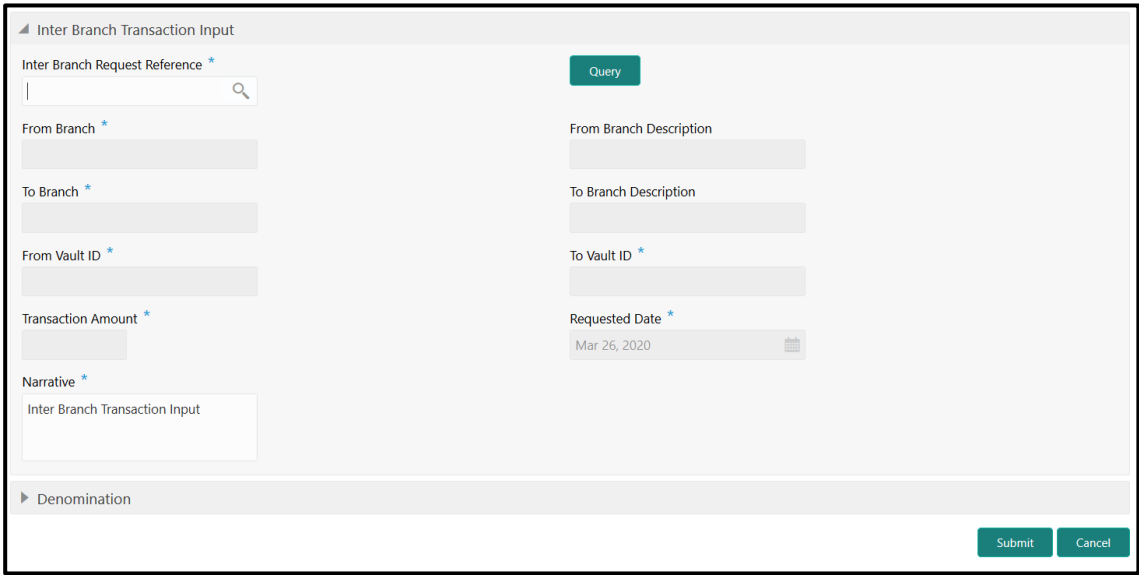 Inter Branch Transaction Input
Inter Branch Request Reference *
Query
From Branch *
From Branch Description
To Branch *
To Branch Description
From Vault ID *
To Vault ID *
Transaction Amount *
Requested Date *
Mar 26, 2020
Narrative *
Inter Branch Transaction Input
Denomination
Submit
Cancel